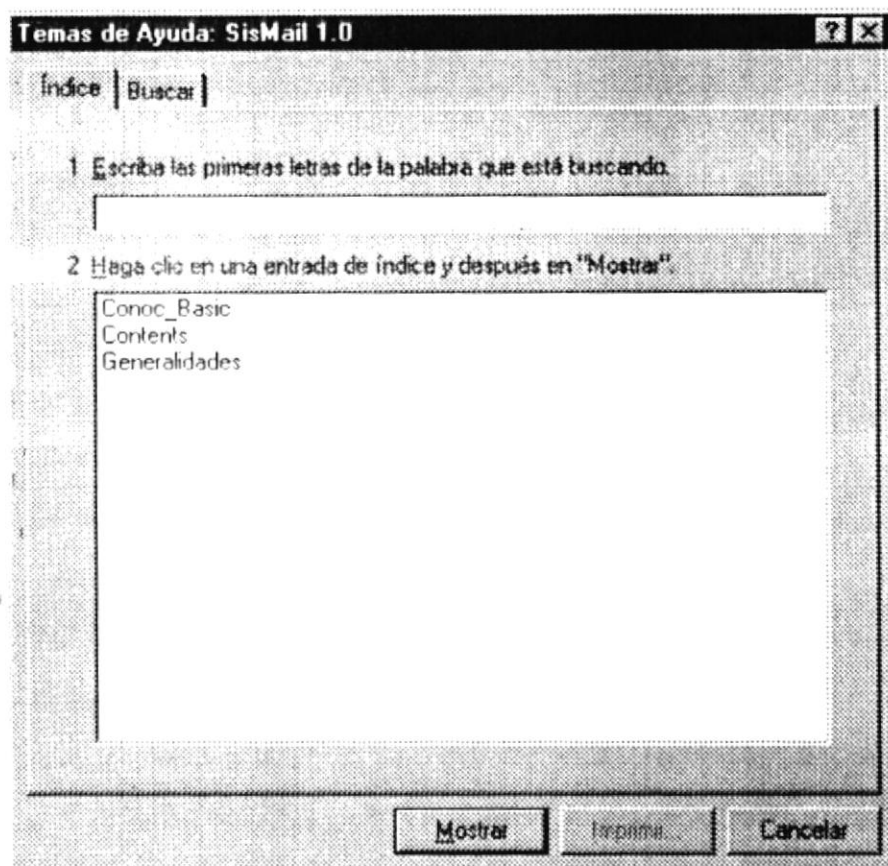 Temas de Ayuda: SisMail 1.0
Índice
Buscar
1 Escriba las primeras letras de la palabra que está buscando.
2 Haga clic en una entrada de índice y después en "Mostrar".
Conoc_Basic
Contents
Generalidades
Mostrar
Imprimir...
Cancelar